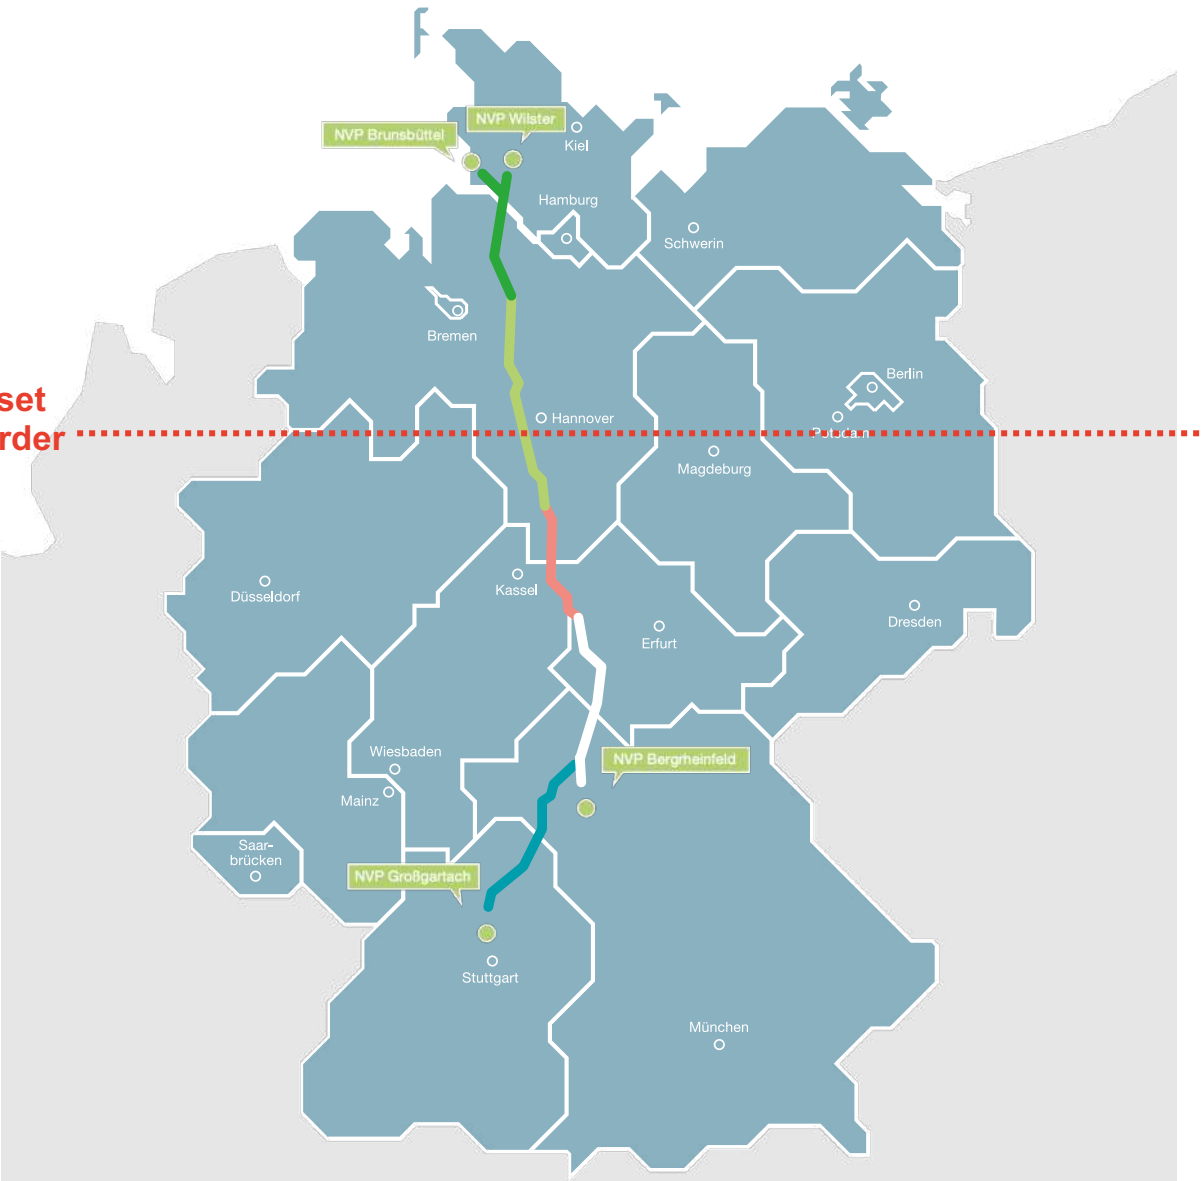 NVP Wilster
NVP Brunsbüttel
Kiel
Hamburg
Schwerin
Bremen
Berlin
set
Hannover
rder
Potsdam
Magdeburg
Kassel
Düsseldorf
Dresden
Erfurt
Wiesbaden
NVP Bergrheinfeld
Mainz
Saar-
brücken
NVP Großgartach
Stuttgart
München